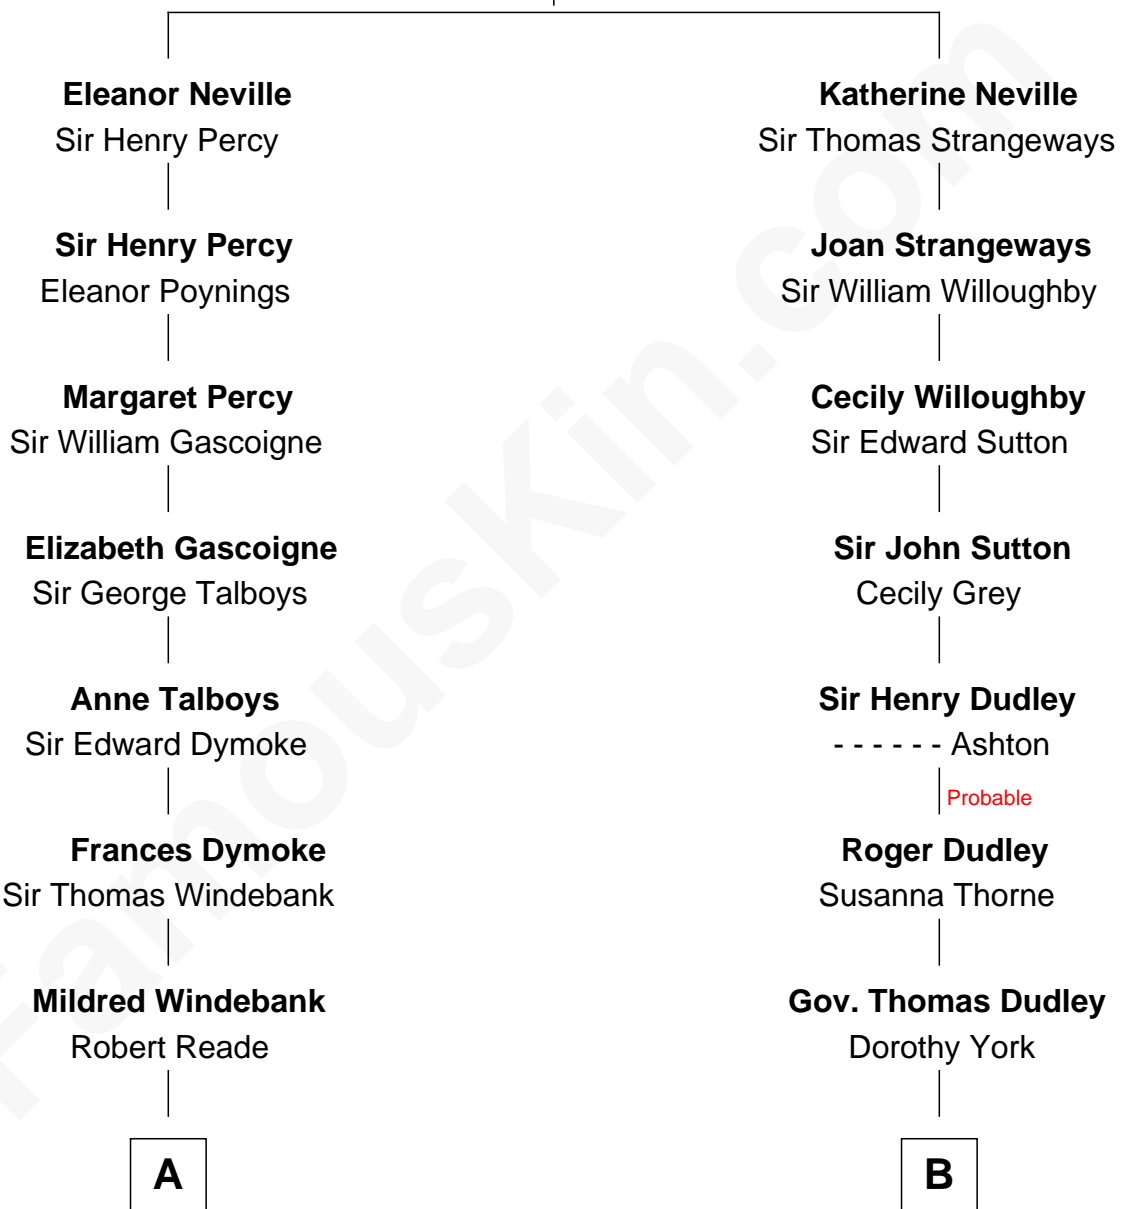 Eleanor Neville
Sir Henry Percy
Sir Henry Percy
Eleanor Poynings
Margaret Percy
Sir William Gascoigne
Elizabeth Gascoigne
Sir George Talboys
Anne Talboys
Sir Edward Dymoke
Frances Dymoke
Sir Thomas Windebank
Mildred Windebank
Robert Reade
A
Katherine Neville
Sir Thomas Strangeways
Joan Strangeways
Sir William Willoughby
Cecily Willoughby
Sir Edward Sutton
Sir John Sutton
Cecily Grey
Sir Henry Dudley
- - - - - - Ashton
Probable
Roger Dudley
Susanna Thorne
Gov. Thomas Dudley
Dorothy York
B
FamousKin.com